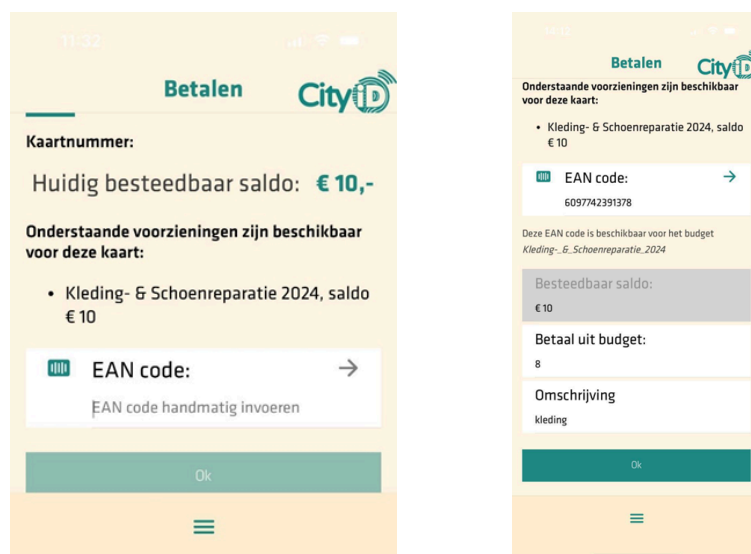 11:32
Betalen
CityiD
Kaartnummer:
Huidig besteedbaar saldo: € 10,-
Onderstaande voorzieningen zijn beschikbaar
voor deze kaart:
• Kleding- & Schoenreparatie 2024, saldo
€ 10
EAN code:
EAN code handmatig invoeren
Ok
Betalen
CityiD
Onderstaande voorzieningen zijn beschikbaar
voor deze kaart:
• Kleding- & Schoenreparatie 2024, saldo
€ 10
EAN code:
6097742391378
Deze EAN code is beschikbaar voor het budget
Kleding-_&_Schoenreparatie_2024
Besteedbaar saldo:
€ 10
Betaal uit budget:
8
Omschrijving
kleding
Ok